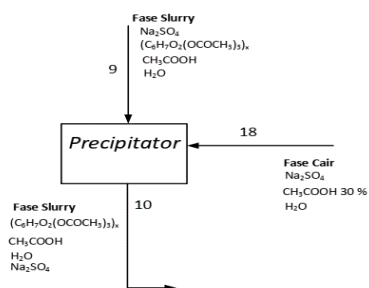 Fase Slurry
Na₂SO₄
(C₆H₇O₂(OCOCH₃)₃)ₓ
CH₃COOH
H₂O
9
Precipitator
18
Fase Cair
Na₂SO₄
CH₃COOH 30 %
H₂O
10
Fase Slurry
(C₆H₇O₂(OCOCH₃)₃)ₓ
CH₃COOH
H₂O
Na₂SO₄